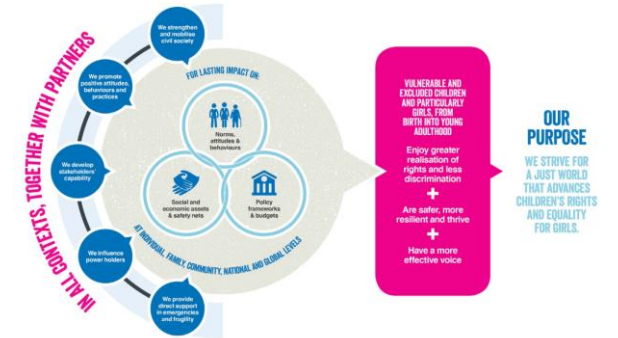 IN ALL CONTEXTS, TOGETHER WITH PARTNERS
We strengthen
and mobilise
civil society
We promote
positive attitudes,
behaviours and
practices
We develop
stakeholders'
capability
We influence
power holders
We provide
direct support
in emergencies
and fragility
FOR LASTING IMPACT ON:
Norms,
attitudes &
behaviours
Social and
economic assets
& safety nets
Policy
frameworks
& budgets
AT INDIVIDUAL, FAMILY, COMMUNITY, NATIONAL AND GLOBAL LEVELS
VULNERABLE AND
EXCLUDED CHILDREN
AND PARTICULARLY
GIRLS, FROM
BIRTH INTO YOUNG
ADULTHOOD
Enjoy greater
realisation of
rights and less
discrimination
+
Are safer, more
resilient and thrive
+
Have a more
effective voice
OUR
PURPOSE
WE STRIVE FOR
A JUST WORLD
THAT ADVANCES
CHILDREN'S RIGHTS
AND EQUALITY
FOR GIRLS.